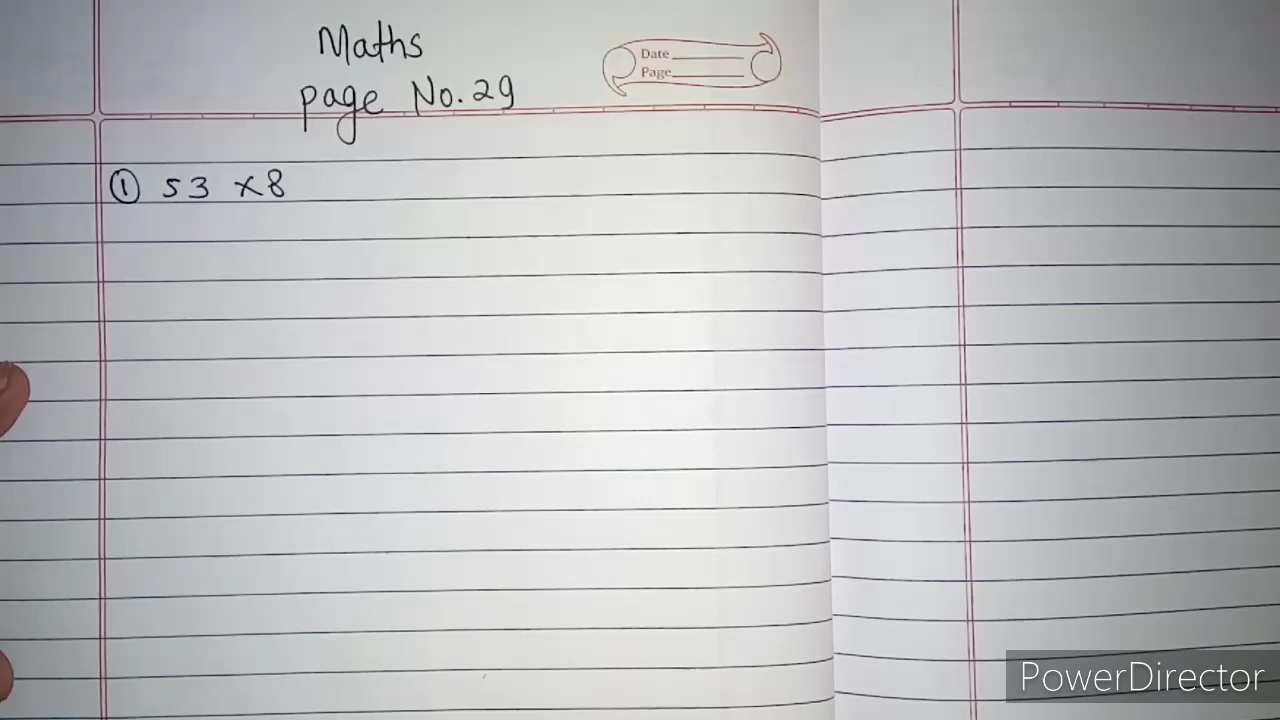 Maths
page No. 29
Date
Page
① 53 × 8
PowerDirector